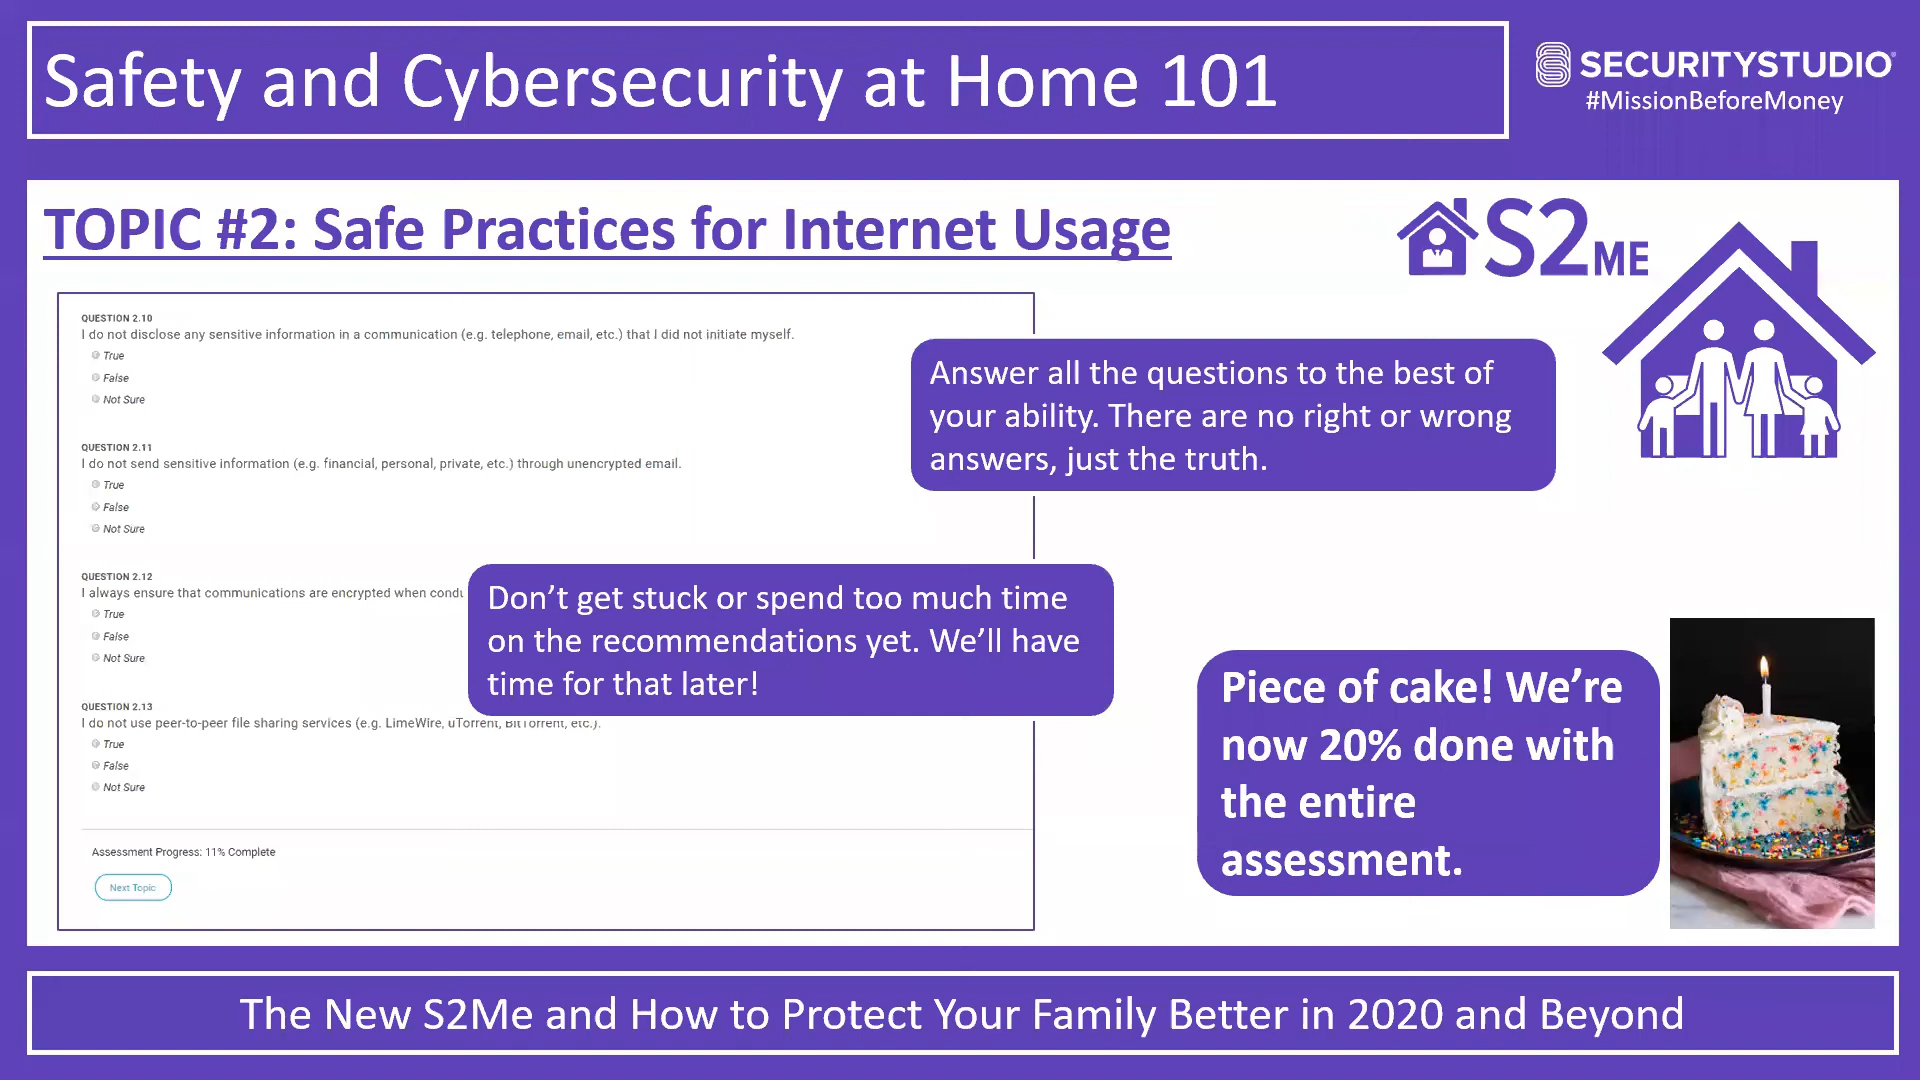 Safety and Cybersecurity at Home 101
SECURITYSTUDIO
#MissionBeforeMoney
TOPIC #2: Safe Practices for Internet Usage
S2ME
QUESTION 2.10
I do not disclose any sensitive information in a communication (e.g. telephone, email, etc.) that I did not initiate myself.
True
False
Not Sure
QUESTION 2.11
I do not send sensitive information (e.g. financial, personal, private, etc.) through unencrypted email.
True
False
Not Sure
QUESTION 2.12
I always ensure that communications are encrypted when
True
False
Not Sure
QUESTION 2.13
I do not use peer-to-peer file sharing services (e.g. LimeWire, uTorrent, BitTorrent, etc.).
True
False
Not Sure
Assessment Progress: 11% Complete
Next Topic
Answer all the questions to the best of
your ability. There are no right or wrong
answers, just the truth.
Don’t get stuck or spend too much time
on the recommendations yet. We’ll have
time for that later!
Piece of cake! We’re
now 20% done with
the entire
assessment.
The New S2Me and How to Protect Your Family Better in 2020 and Beyond